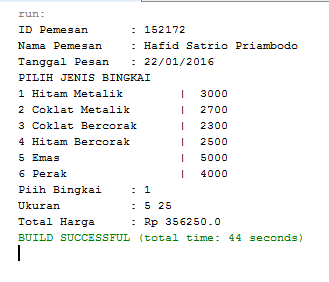 run:
ID Pemesan : 152172
Nama Pemesan : Hafid Satrio Priambodo
Tanggal Pesan : 22/01/2016
PILIH JENIS BINGKAI
1 Hitam Metalik | 3000
2 Coklat Metalik | 2700
3 Coklat Bercorak | 2300
4 Hitam Bercorak | 2500
5 Emas | 5000
6 Perak | 4000
Piih Bingkai : 1
Ukuran : 5 25
Total Harga : Rp 356250.0
BUILD SUCCESSFUL (total time: 44 seconds)